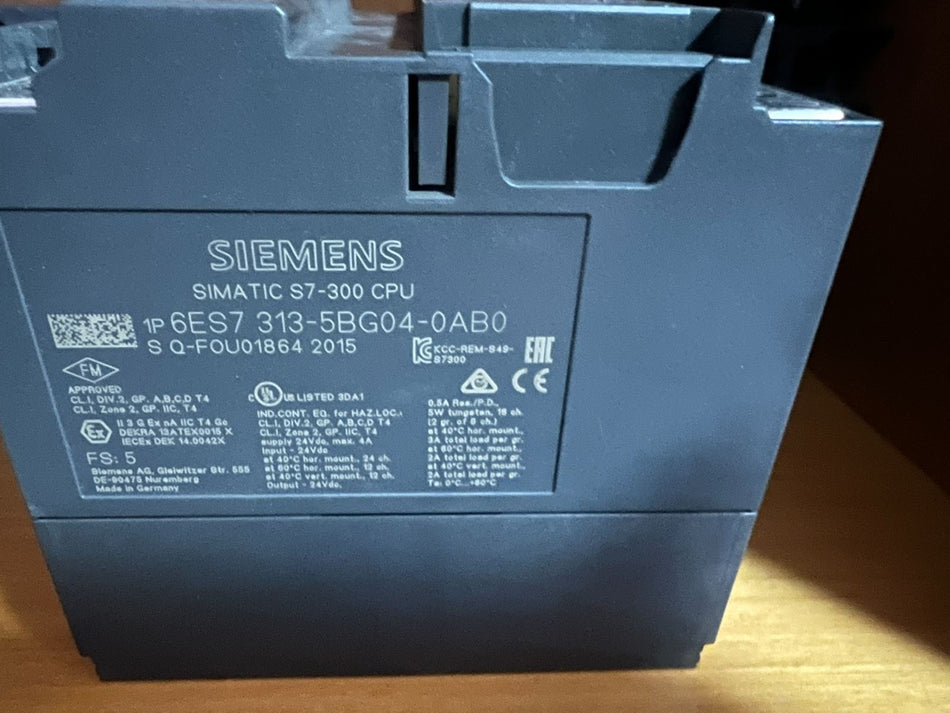 SIEMENS
SIMATIC S7-300 CPU
1P 6ES7 313-5BG04-0AB0
S Q-FOU01864 2015
KCC-REM-S49-
S7300
EAC
CE
FM
APPROVED
CL.I, DIV.2, GP. A,B,C,D T4
CL.I, Zone 2, GP. IIC, T4
Ex
II 3 G Ex nA IIC T4 Gc
DEKRA 13ATEX0015 X
IECEx DEK 14.0042X
FS: 5
Siemens AG, Gleiwitzer Str. 555
DE-90475 Nuremberg
Made in Germany
c UL US LISTED 3DA1
IND.CONT. EQ. for HAZ.LOC.:
CL.I, DIV.2, GP. A,B,C,D T4
CL.I, Zone 2, GP. IIC, T4
supply 24Vdc, max. 4A
Input - 24Vdc
at 40°C hor. mount., 24 ch.
at 60°C hor. mount., 12 ch.
at 40°C vert. mount., 12 ch.
Output - 24Vdc,
0.5A Res./P.D.,
5W tungsten, 16 ch.
(2 gr. of 8 ch.)
at 40°C hor. mount.,
3A total load per gr.
at 60°C hor. mount.,
2A total load per gr.
at 40°C vert. mount.,
2A total load per gr.
Ta: 0°C...+60°C